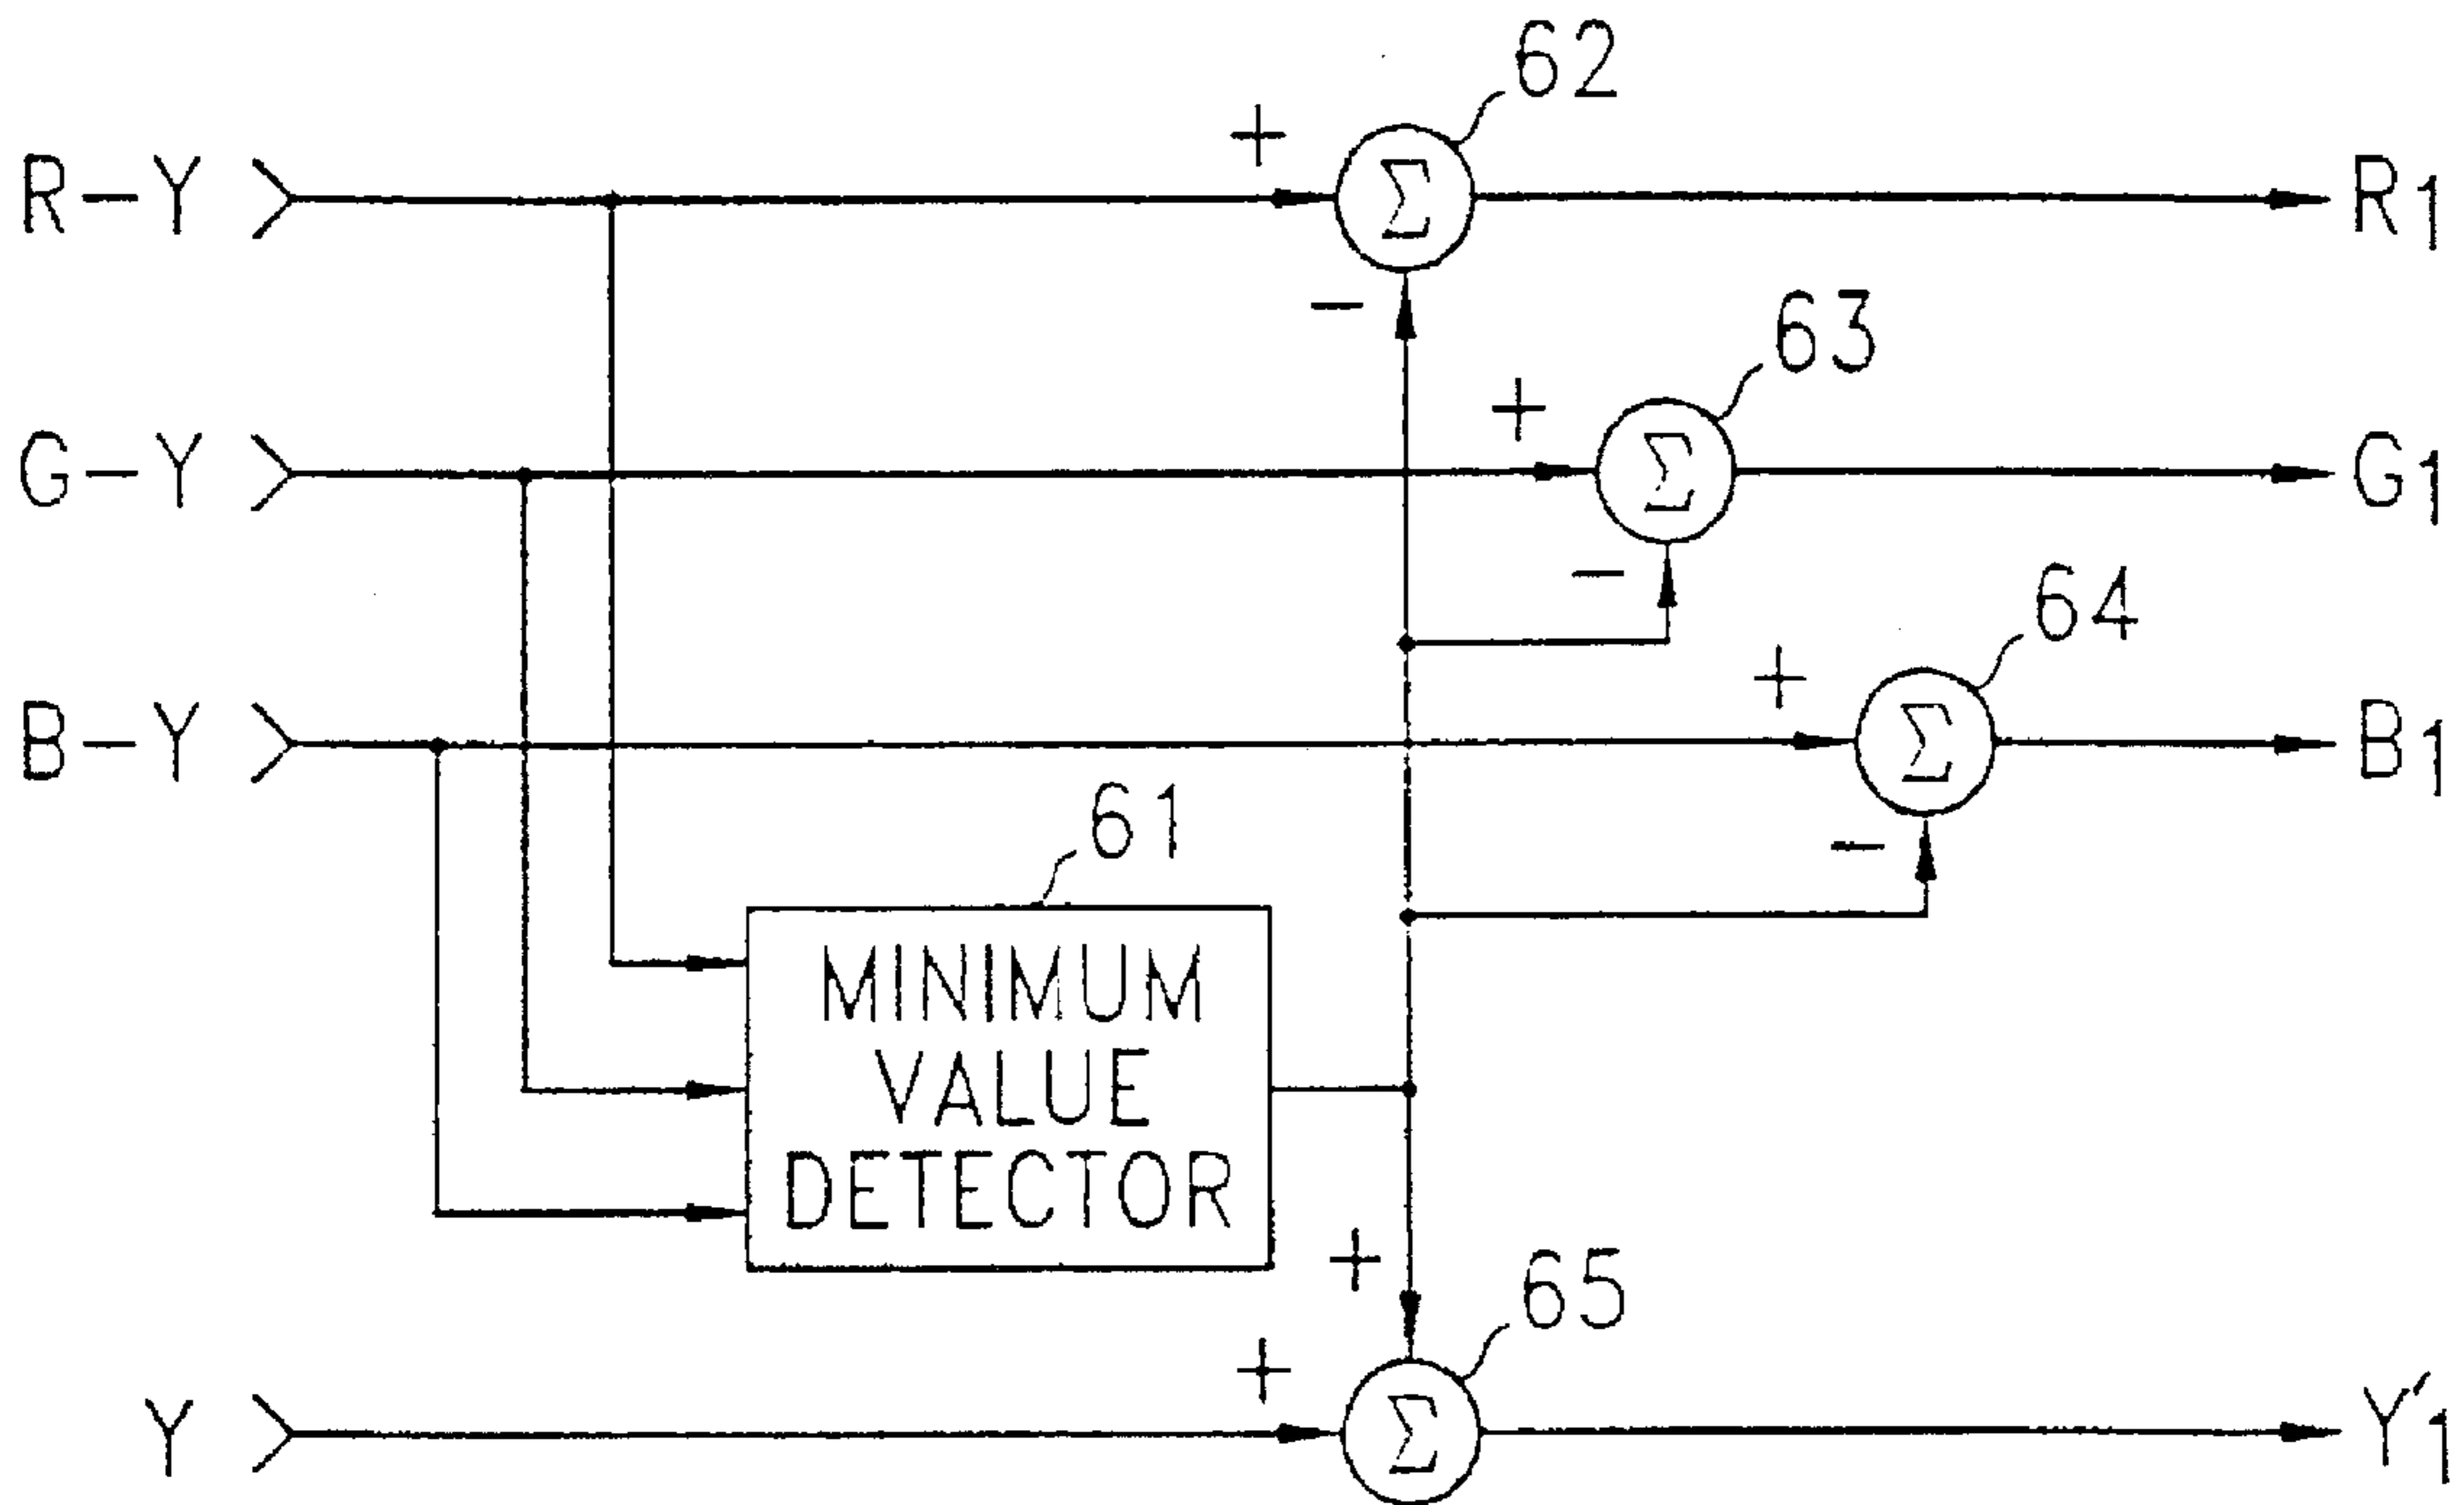 62
+
R-Y Σ R1
-
63
+
G-Y Σ G1
-
64
+
B-Y Σ B1
-
61
MINIMUM
VALUE
DETECTOR
+
65
+
Y Σ Y'1